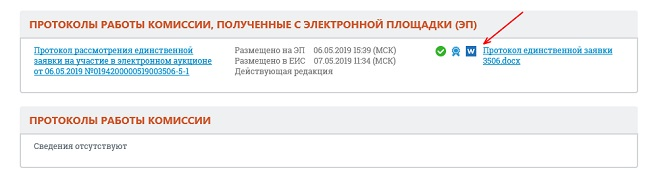 ПРОТОКОЛЫ РАБОТЫ КОМИССИИ, ПОЛУЧЕННЫЕ С ЭЛЕКТРОННОЙ ПЛОЩАДКИ (ЭП)
Протокол рассмотрения единственной
заявки на участие в электронном аукционе
от 06.05.2019 №0194200000519003506-5-1
Размещено на ЭП 06.05.2019 15:39 (МСК)
Размещено в ЕИС 07.05.2019 11:34 (МСК)
Действующая редакция
W Протокол единственной заявки
3506.docx
ПРОТОКОЛЫ РАБОТЫ КОМИССИИ
Сведения отсутствуют